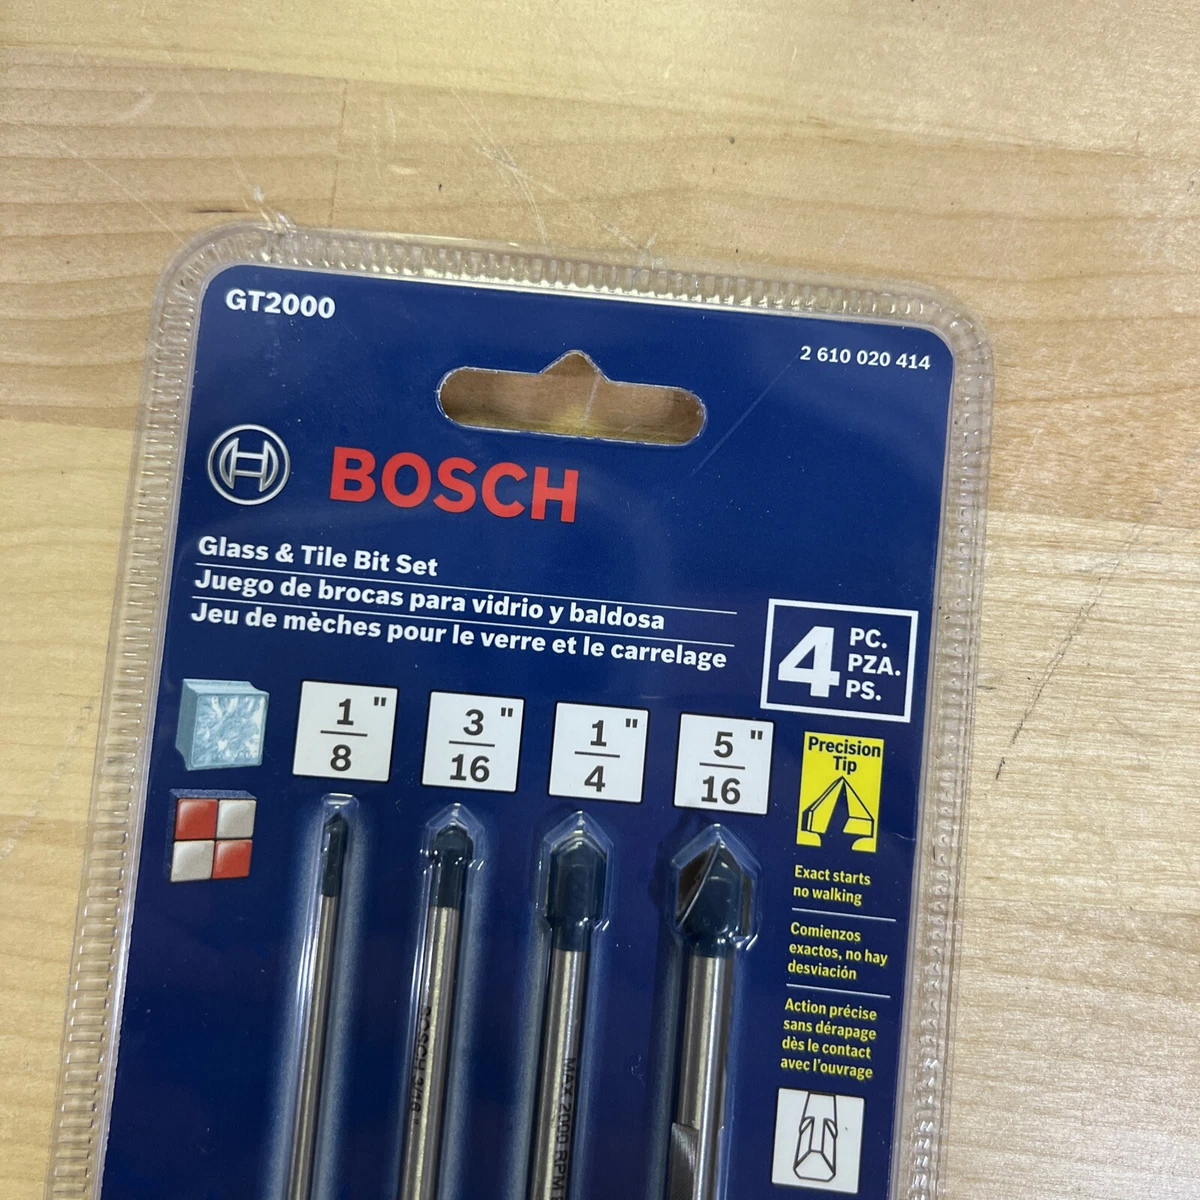 GT2000
2 610 020 414
BOSCH
Glass & Tile Bit Set
Juego de brocas para vidrio y baldosa
Jeu de mèches pour le verre et le carrelage
4 PC.
PZA.
PS.
1/8 "
3/16 "
1/4 "
5/16 "
Precision
Tip
Exact starts
no walking
Comienzos
exactos, no hay
desviación
Action précise
sans dérapage
dès le contact
avec l'ouvrage
BOSCH 3/16 "
MAX 2000 RPM